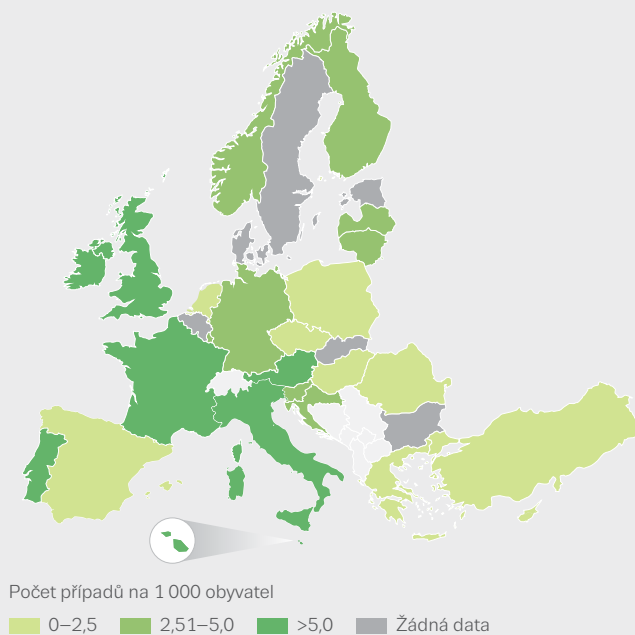 Počet případů na 1 000 obyvatel
0–2,5 2,51–5,0 >5,0 Žádná data